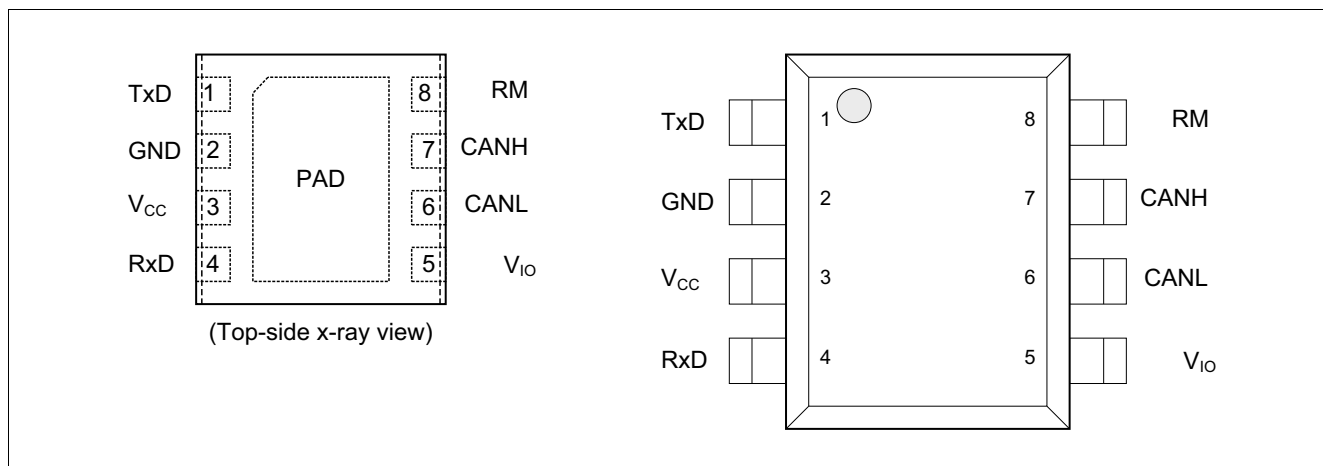 TxD 1 8 RM
GND 2 7 CANH
PAD
VCC 3 6 CANL
RxD 4 5 VIO
(Top-side x-ray view)
TxD 1 8 RM
GND 2 7 CANH
VCC 3 6 CANL
RxD 4 5 VIO